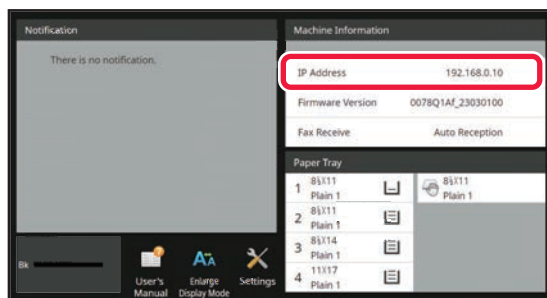 Notification
There is no notification.
Machine Information
IP Address 192.168.0.10
Firmware Version 0078Q1Af_23030100
Fax Receive Auto Reception
Paper Tray
1 8½X11 Plain 1
8½X11 Plain 1
2 8½X11 Plain 1
3 8½X14 Plain 1
4 11X17 Plain 1
Bk
User's Manual
Enlarge Display Mode
Settings